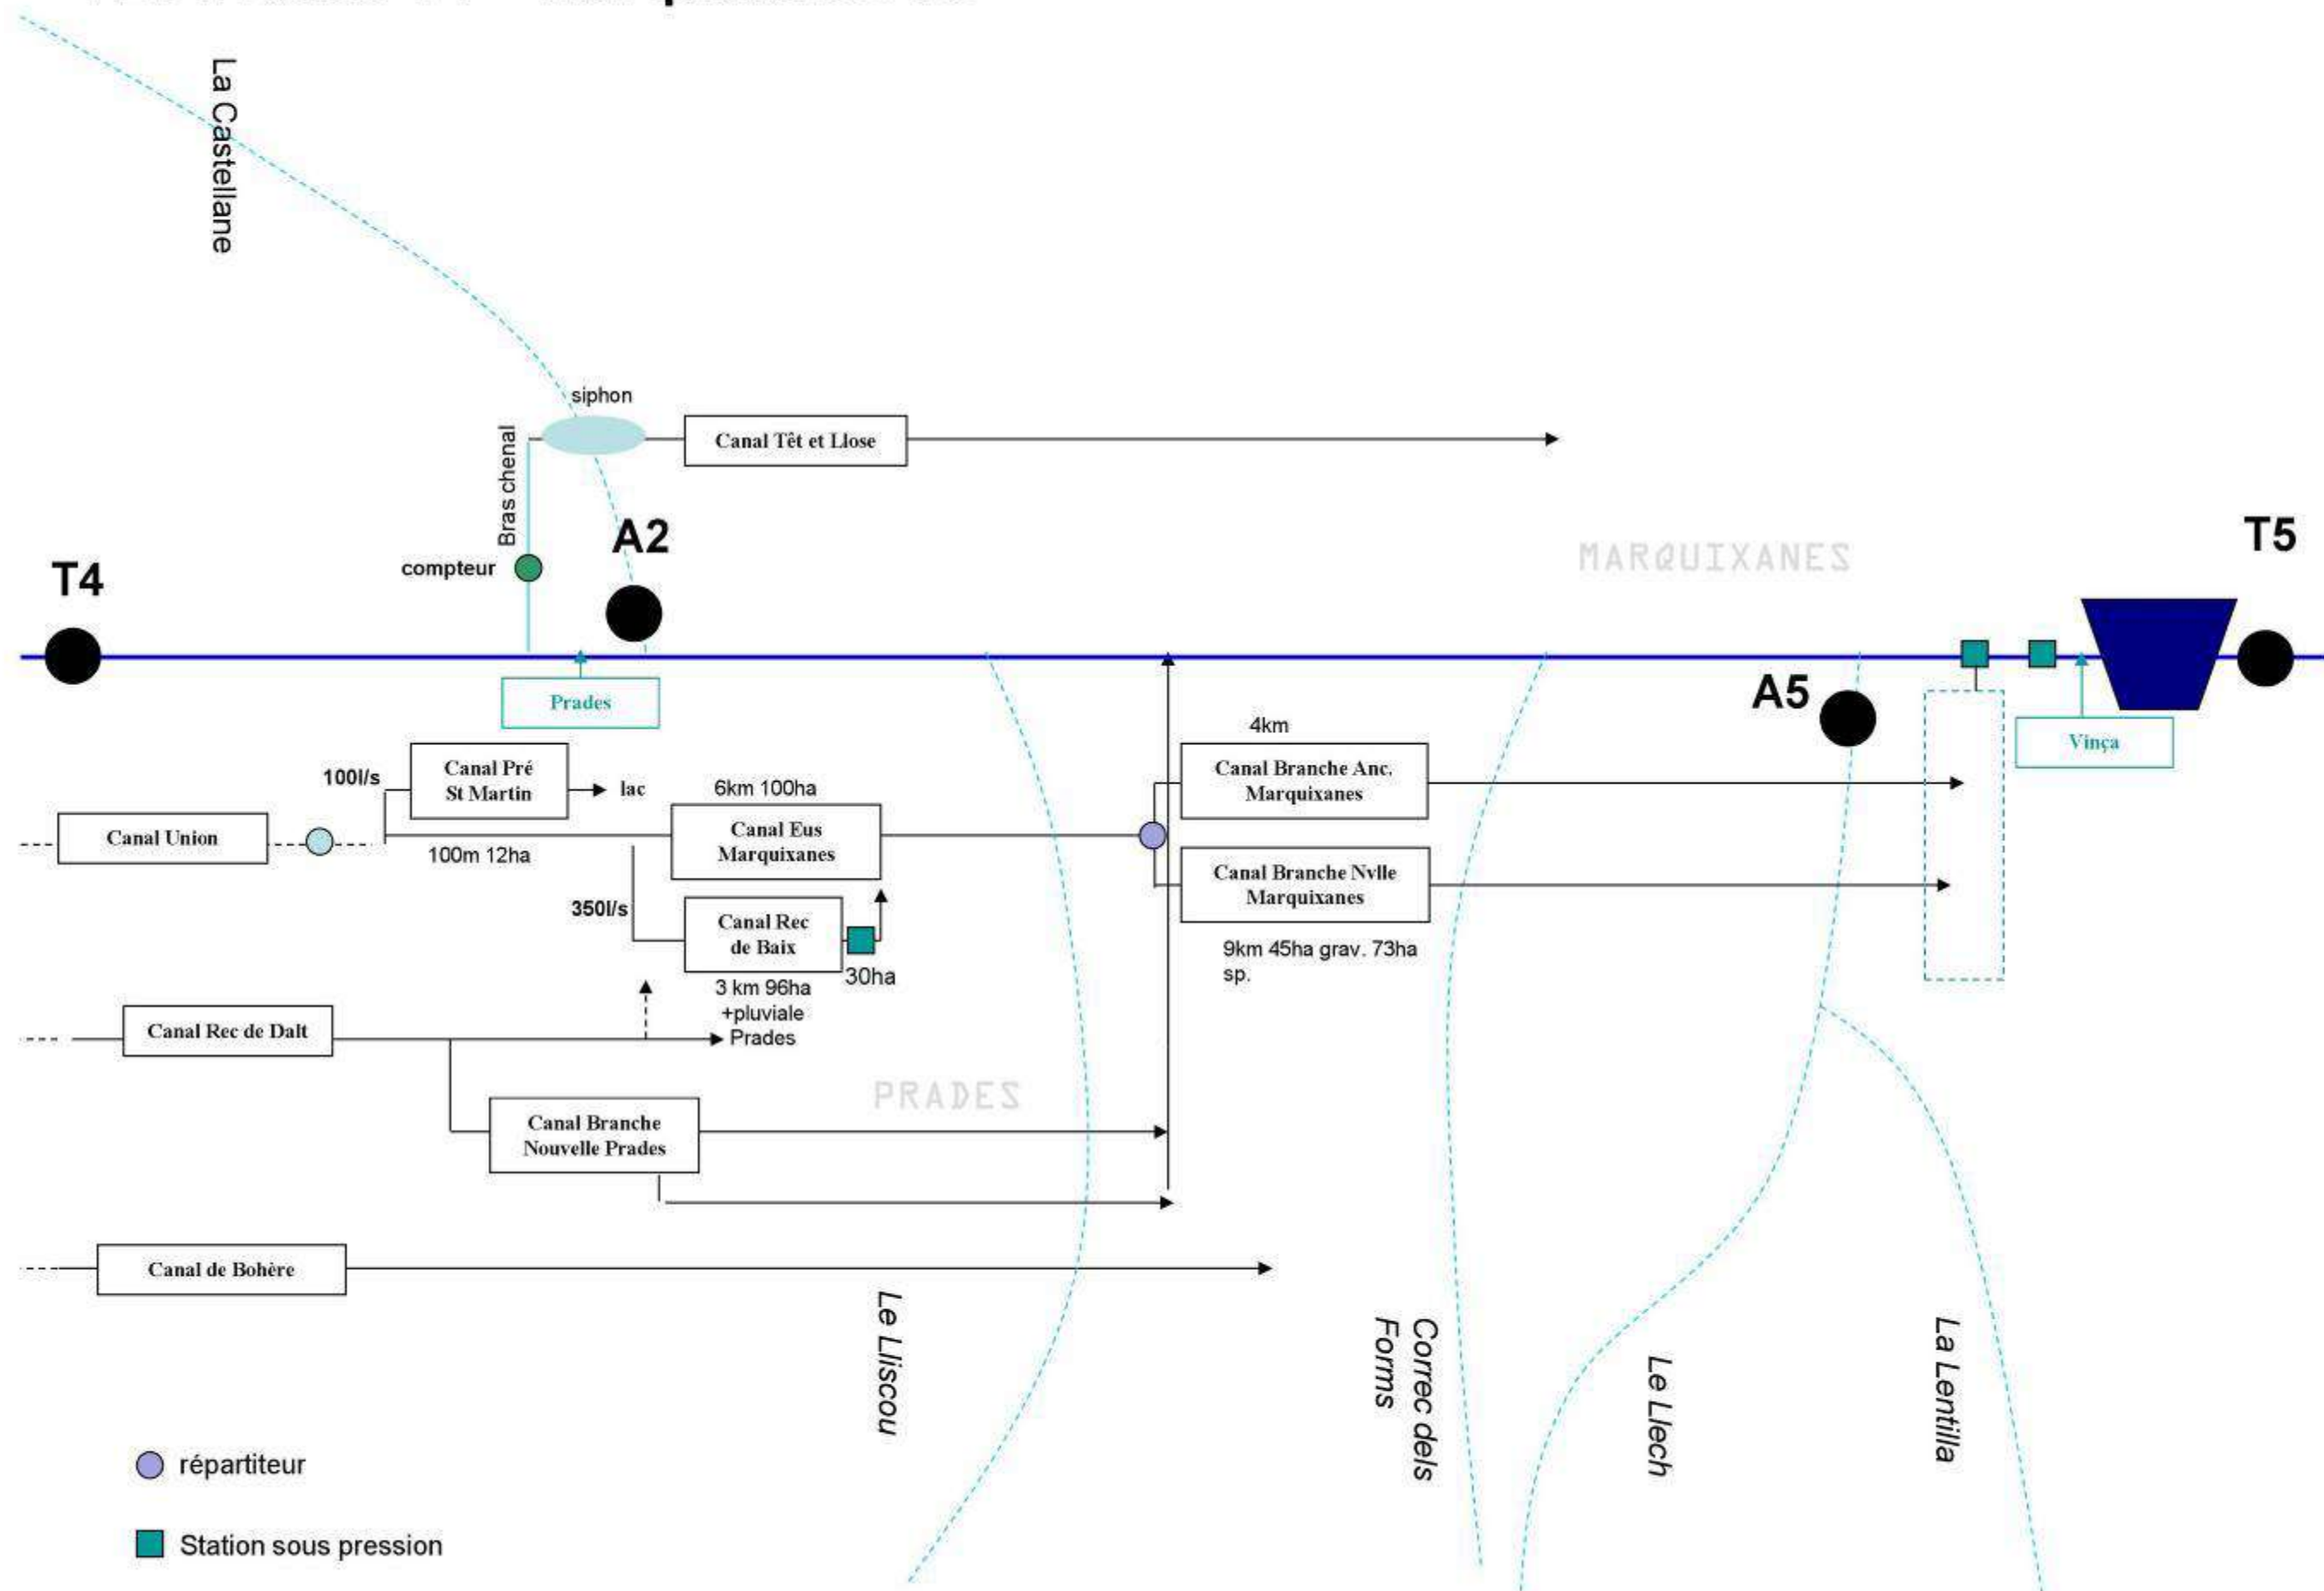 La Castellane
siphon
Canal Têt et Llose
Bras chenal
A2
T5
MARQUIXANES
compteur
T4
Prades
A5
4km
Vinça
Canal Pré
St Martin
100l/s
lac
6km 100ha
Canal Branche Anc.
Marquixanes
Canal Union
Canal Eus
Marquixanes
100m 12ha
Canal Branche Nvlle
Marquixanes
350l/s
Canal Rec
de Baix
30ha
9km 45ha grav. 73ha
sp.
3 km 96ha
+pluviale
Prades
Canal Rec de Dalt
PRADES
Canal Branche
Nouvelle Prades
Canal de Bohère
Le Lliscou
Correc dels
Forms
Le Llech
La Lentilla
répartiteur
Station sous pression